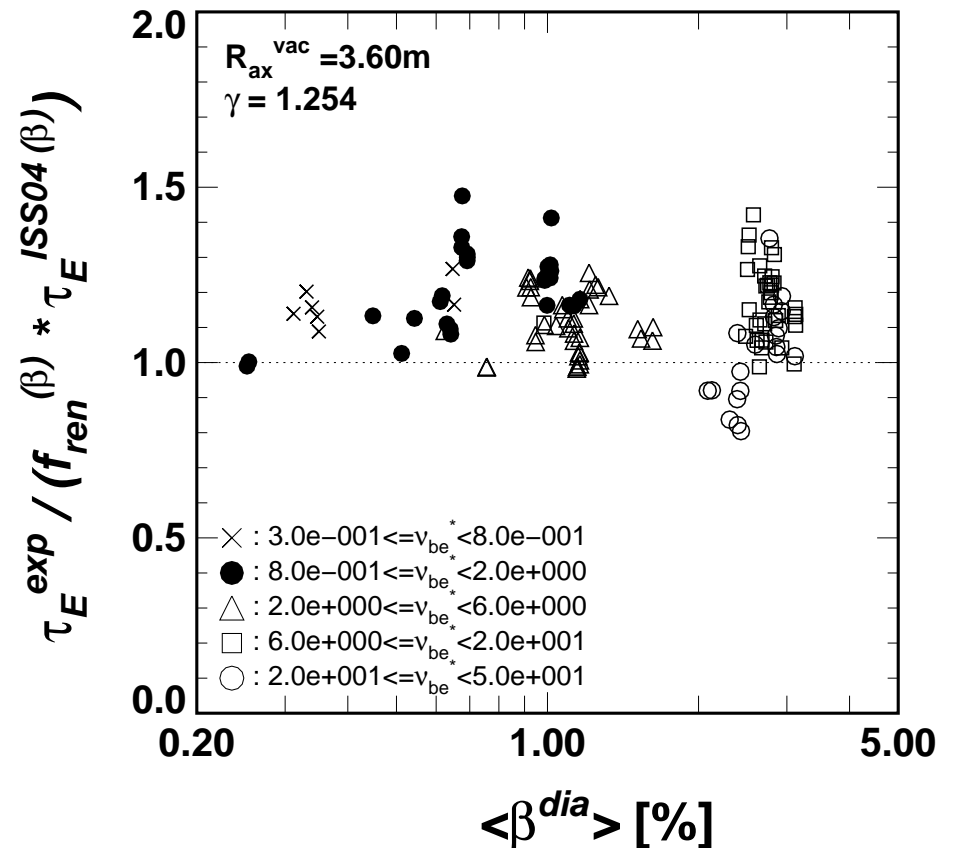 2.0
1.5
1.0
0.5
0.0
R_ax^vac =3.60m
γ = 1.254
τ_E^exp / (f_ren^(β) * τ_E^ISS04 (β))
× : 3.0e−001<=ν_be^*<8.0e−001
● : 8.0e−001<=ν_be^*<2.0e+000
△ : 2.0e+000<=ν_be^*<6.0e+000
□ : 6.0e+000<=ν_be^*<2.0e+001
○ : 2.0e+001<=ν_be^*<5.0e+001
0.20 1.00 5.00
<β^dia> [%]